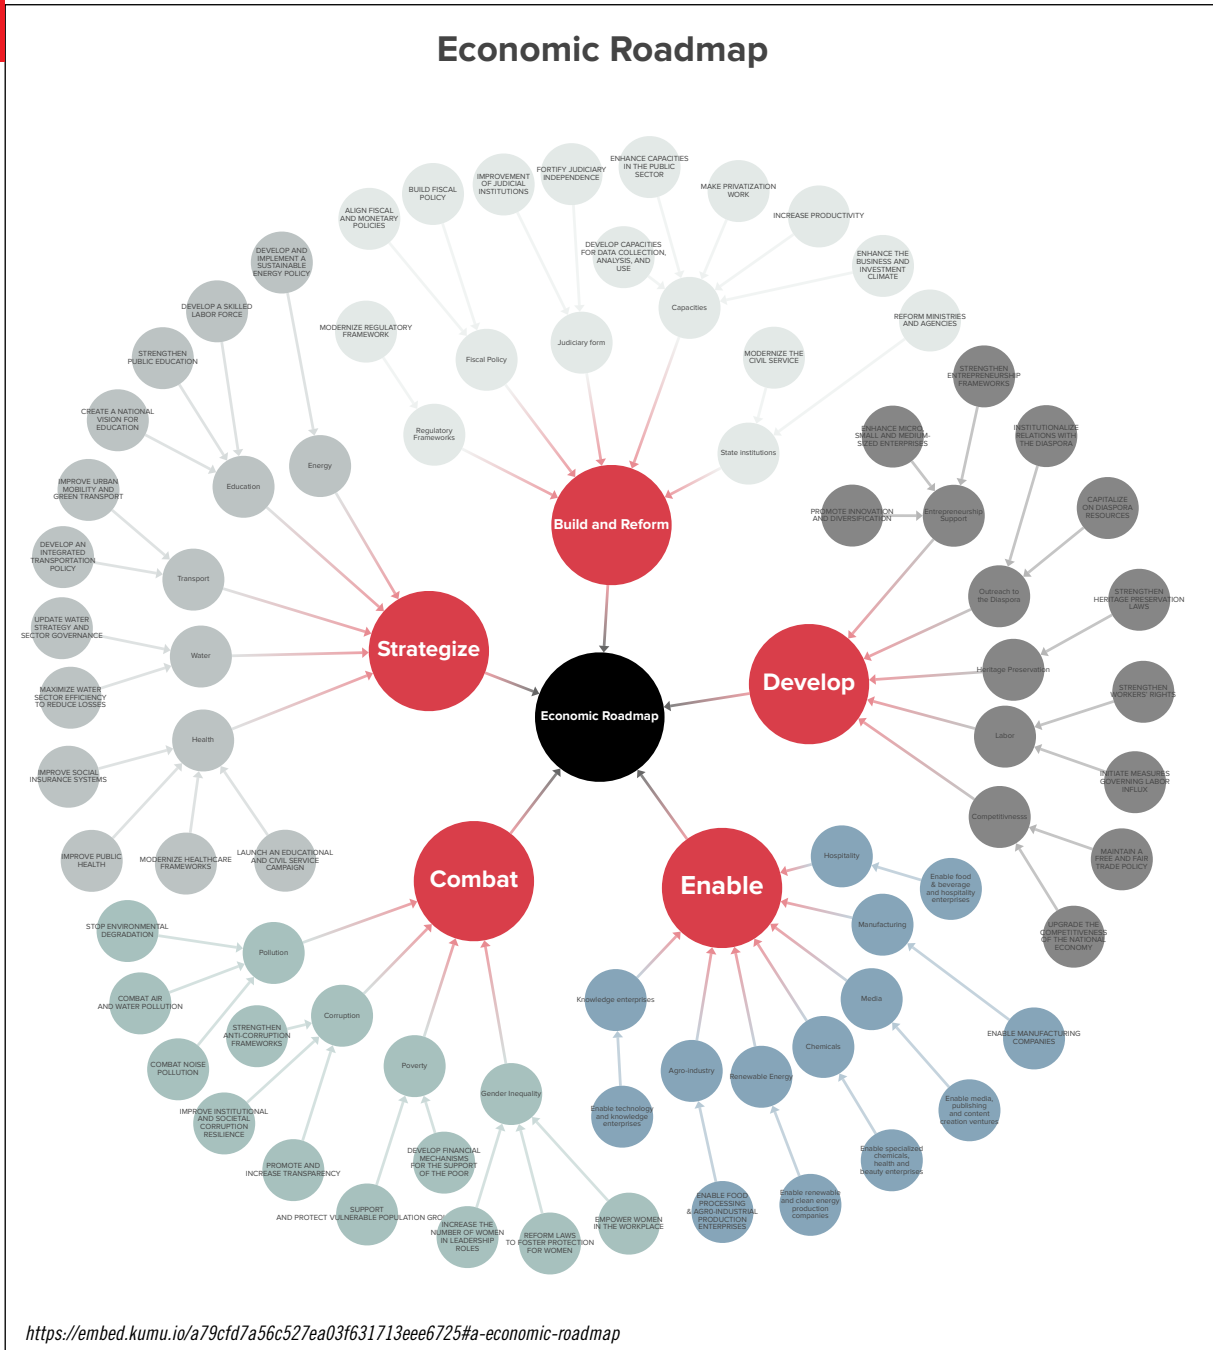 Economic Roadmap
ENHANCE CAPACITIES
IN THE PUBLIC
SECTOR
FORTIFY JUDICIARY
INDEPENDENCE
IMPROVEMENT
OF JUDICIAL
INSTITUTIONS
BUILD FISCAL
POLICY
MAKE PRIVATIZATION
WORK
ALIGN FISCAL
AND MONETARY
POLICIES
INCREASE PRODUCTIVITY
DEVELOP CAPACITIES
FOR DATA COLLECTION,
ANALYSIS, AND
USE
ENHANCE THE
BUSINESS AND
INVESTMENT
CLIMATE
DEVELOP AND
IMPLEMENT A
SUSTAINABLE
ENERGY POLICY
Capacities
DEVELOP A SKILLED
LABOR FORCE
REFORM MINISTRIES
AND AGENCIES
MODERNIZE REGULATORY
FRAMEWORK
Judiciary form
STRENGTHEN
PUBLIC EDUCATION
Fiscal Policy
MODERNIZE THE
CIVIL SERVICE
STRENGTHEN
ENTREPRENEURSHIP
FRAMEWORKS
CREATE A NATIONAL
VISION FOR
EDUCATION
Regulatory
Frameworks
ENHANCE MICRO,
SMALL AND MEDIUM-
SIZED ENTERPRISES
INSTITUTIONALIZE
RELATIONS WITH
THE DIASPORA
State institutions
Energy
Education
IMPROVE URBAN
MOBILITY AND
GREEN TRANSPORT
CAPITALIZE
ON DIASPORA
RESOURCES
PROMOTE INNOVATION
AND DIVERSIFICATION
Entrepreneurship
Support
Build and Reform
DEVELOP AN
INTEGRATED
TRANSPORTATION
POLICY
Transport
Outreach to
the Diaspora
STRENGTHEN
HERITAGE PRESERVATION
LAWS
UPDATE WATER
STRATEGY AND
SECTOR GOVERNANCE
Water
Strategize
Heritage Preservation
Develop
MAXIMIZE WATER
SECTOR EFFICIENCY
TO REDUCE LOSSES
STRENGTHEN
WORKERS' RIGHTS
Economic Roadmap
Health
Labor
IMPROVE SOCIAL
INSURANCE SYSTEMS
INITIATE MEASURES
GOVERNING LABOR
INFLUX
Competitivnesss
IMPROVE PUBLIC
HEALTH
MODERNIZE HEALTHCARE
FRAMEWORKS
LAUNCH AN EDUCATIONAL
AND CIVIL SERVICE
CAMPAIGN
Hospitality
MAINTAIN A
FREE AND FAIR
TRADE POLICY
Combat
Enable
Enable food
& beverage
and hospitality
enterprises
STOP ENVIRONMENTAL
DEGRADATION
Manufacturing
UPGRADE THE
COMPETITIVENESS
OF THE NATIONAL
ECONOMY
Pollution
COMBAT AIR
AND WATER POLLUTION
Knowledge enterprises
Media
Corruption
STRENGTHEN
ANTI-CORRUPTION
FRAMEWORKS
ENABLE MANUFACTURING
COMPANIES
Chemicals
COMBAT NOISE
POLLUTION
Poverty
Agro-industry
Renewable Energy
Gender Inequality
IMPROVE INSTITUTIONAL
AND SOCIETAL
CORRUPTION
RESILIENCE
Enable technology
and knowledge
enterprises
Enable media,
publishing
and content
creation ventures
DEVELOP FINANCIAL
MECHANISMS
FOR THE SUPPORT
OF THE POOR
Enable specialized
chemicals,
health and
beauty enterprises
PROMOTE AND
INCREASE TRANSPARENCY
SUPPORT
AND PROTECT VULNERABLE POPULATION
INCREASE THE
NUMBER OF WOMEN
IN LEADERSHIP
ROLES
REFORM LAWS
TO FOSTER PROTECTION
FOR WOMEN
EMPOWER WOMEN
IN THE WORKPLACE
ENABLE FOOD
PROCESSING
& AGRO-INDUSTRIAL
PRODUCTION
ENTERPRISES
Enable renewable
and clean energy
production
companies
https://embed.kumu.io/a79cfd7a56c527ea03f631713eee6725#a-economic-roadmap